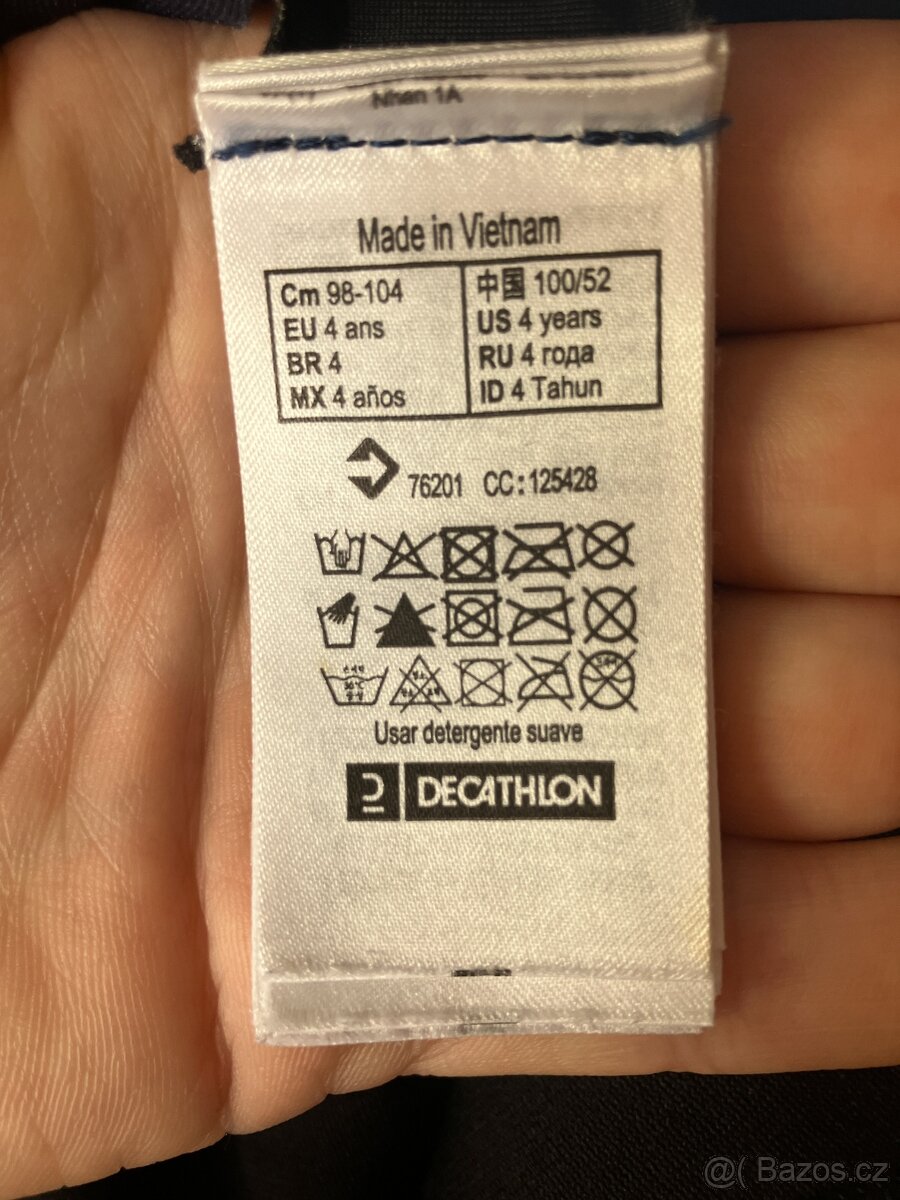 Nhan 1A
Made in Vietnam
Cm 98-104
EU 4 ans
BR 4
MX 4 años
中国 100/52
US 4 years
RU 4 года
ID 4 Tahun
76201 CC:125428
Usar detergente suave
DECATHLON
@( Bazos.cz